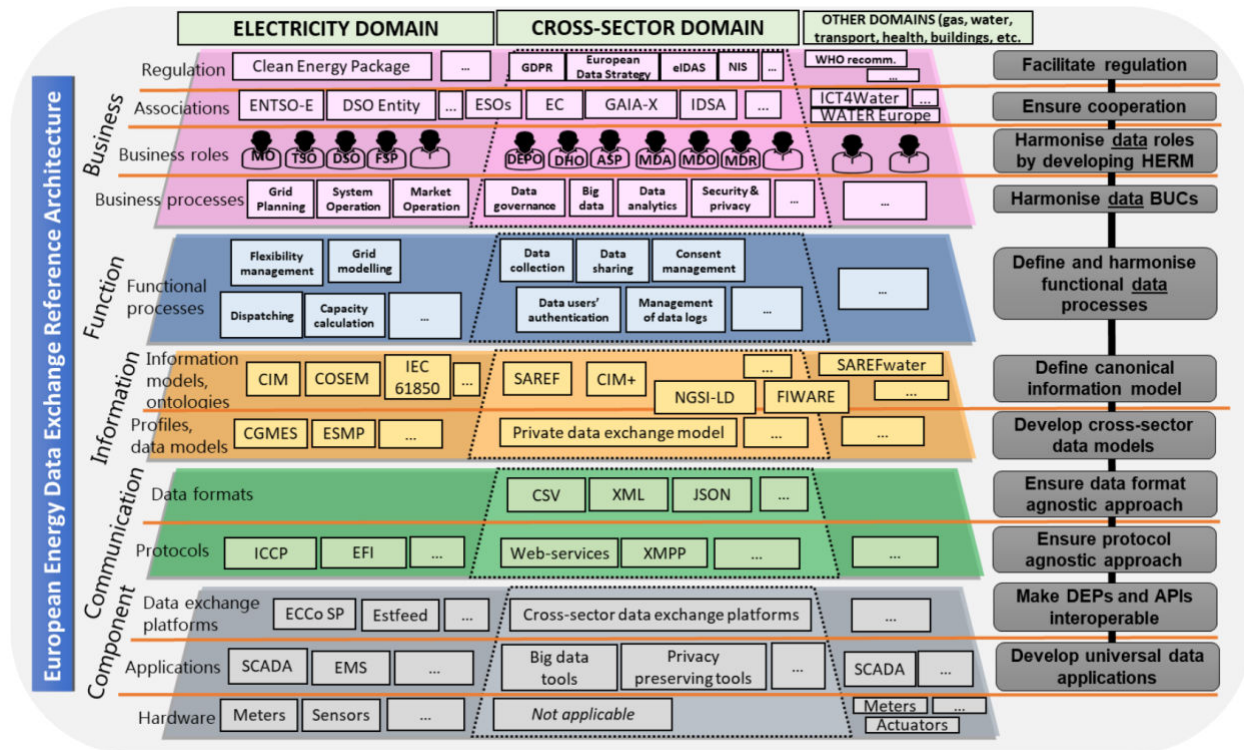 ELECTRICITY DOMAIN
CROSS-SECTOR DOMAIN
OTHER DOMAINS (gas, water,
transport, health, buildings, etc.
European Energy Data Exchange Reference Architecture
Business
Regulation
Clean Energy Package
...
GDPR
European
Data Strategy
eIDAS
NIS
...
WHO recomm.
...
Facilitate regulation
Associations
ENTSO-E
DSO Entity
...
ESOs
EC
GAIA-X
IDSA
...
ICT4Water
...
WATER Europe
Ensure cooperation
Business roles
MO
TSO
DSO
FSP
?
DEPO
DHO
ASP
MDA
MDO
MDR
?
?
?
Harmonise data roles
by developing HERM
Business processes
Grid
Planning
System
Operation
Market
Operation
Data
governance
Big
data
Data
analytics
Security &
privacy
...
...
Harmonise data BUCs
Function
Functional
processes
Flexibility
management
Grid
modelling
Dispatching
Capacity
calculation
...
Data
collection
Data
sharing
Consent
management
Data users'
authentication
Management
of data logs
...
...
Define and harmonise
functional data
processes
Information
Information
models,
ontologies
CIM
COSEM
IEC
61850
...
SAREF
CIM+
...
NGSI-LD
FIWARE
SAREFwater
...
Define canonical
information model
Profiles,
data models
CGMES
ESMP
...
Private data exchange model
...
...
Develop cross-sector
data models
Communication
Data formats
CSV
XML
JSON
...
Ensure data format
agnostic approach
Protocols
ICCP
EFI
...
Web-services
XMPP
...
...
Ensure protocol
agnostic approach
Component
Data exchange
platforms
ECCo SP
Estfeed
...
Cross-sector data exchange platforms
...
Make DEPs and APIs
interoperable
Applications
SCADA
EMS
...
Big data
tools
Privacy
preserving tools
...
SCADA
...
Develop universal data
applications
Hardware
Meters
Sensors
...
Not applicable
Meters
...
Actuators